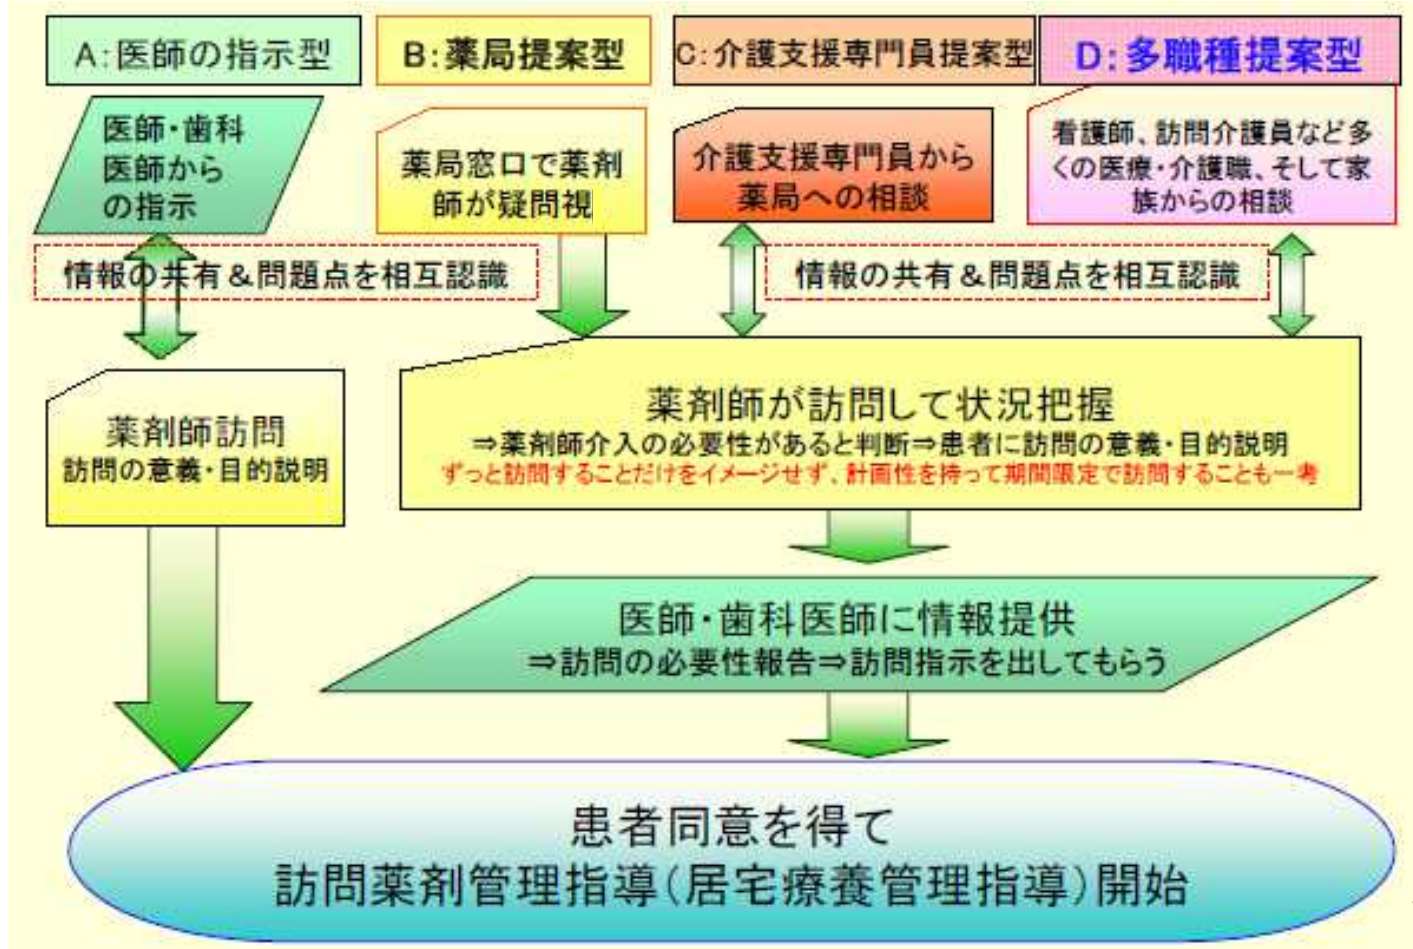 A:医師の指示型
B:薬局提案型
C:介護支援専門員提案型
D:多職種提案型
医師・歯科
医師から
の指示
薬局窓口で薬剤
師が疑問視
介護支援専門員から
薬局への相談
看護師、訪問介護員など多
くの医療・介護職、そして家
族からの相談
情報の共有&問題点を相互認識
情報の共有&問題点を相互認識
薬剤師訪問
訪問の意義・目的説明
薬剤師が訪問して状況把握
⇒薬剤師介入の必要性があると判断⇒患者に訪問の意義・目的説明
ずっと訪問することだけをイメージせず、計画性を持って期間限定で訪問することも一考
医師・歯科医師に情報提供
⇒訪問の必要性報告⇒訪問指示を出してもらう
患者同意を得て
訪問薬剤管理指導(居宅療養管理指導)開始